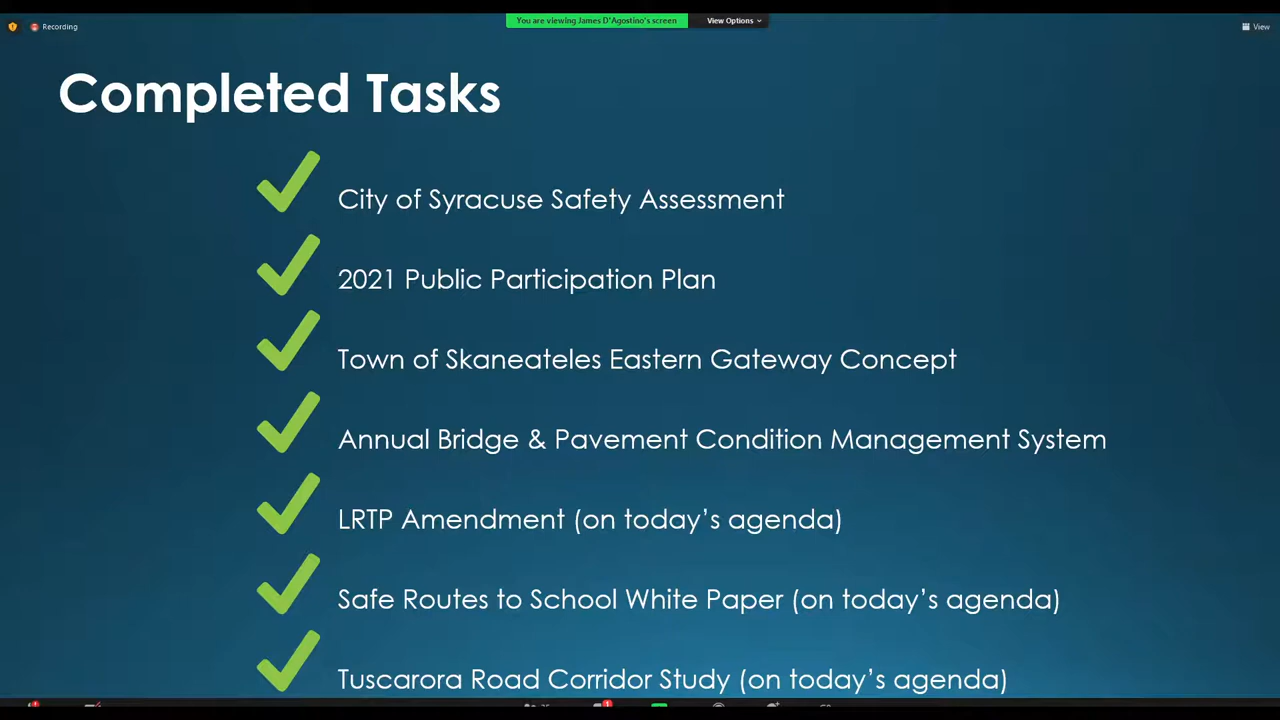 Recording
You are viewing James D'Agostino's screen
View Options
View
Completed Tasks
City of Syracuse Safety Assessment
2021 Public Participation Plan
Town of Skaneateles Eastern Gateway Concept
Annual Bridge & Pavement Condition Management System
LRTP Amendment (on today’s agenda)
Safe Routes to School White Paper (on today’s agenda)
Tuscarora Road Corridor Study (on today’s agenda)